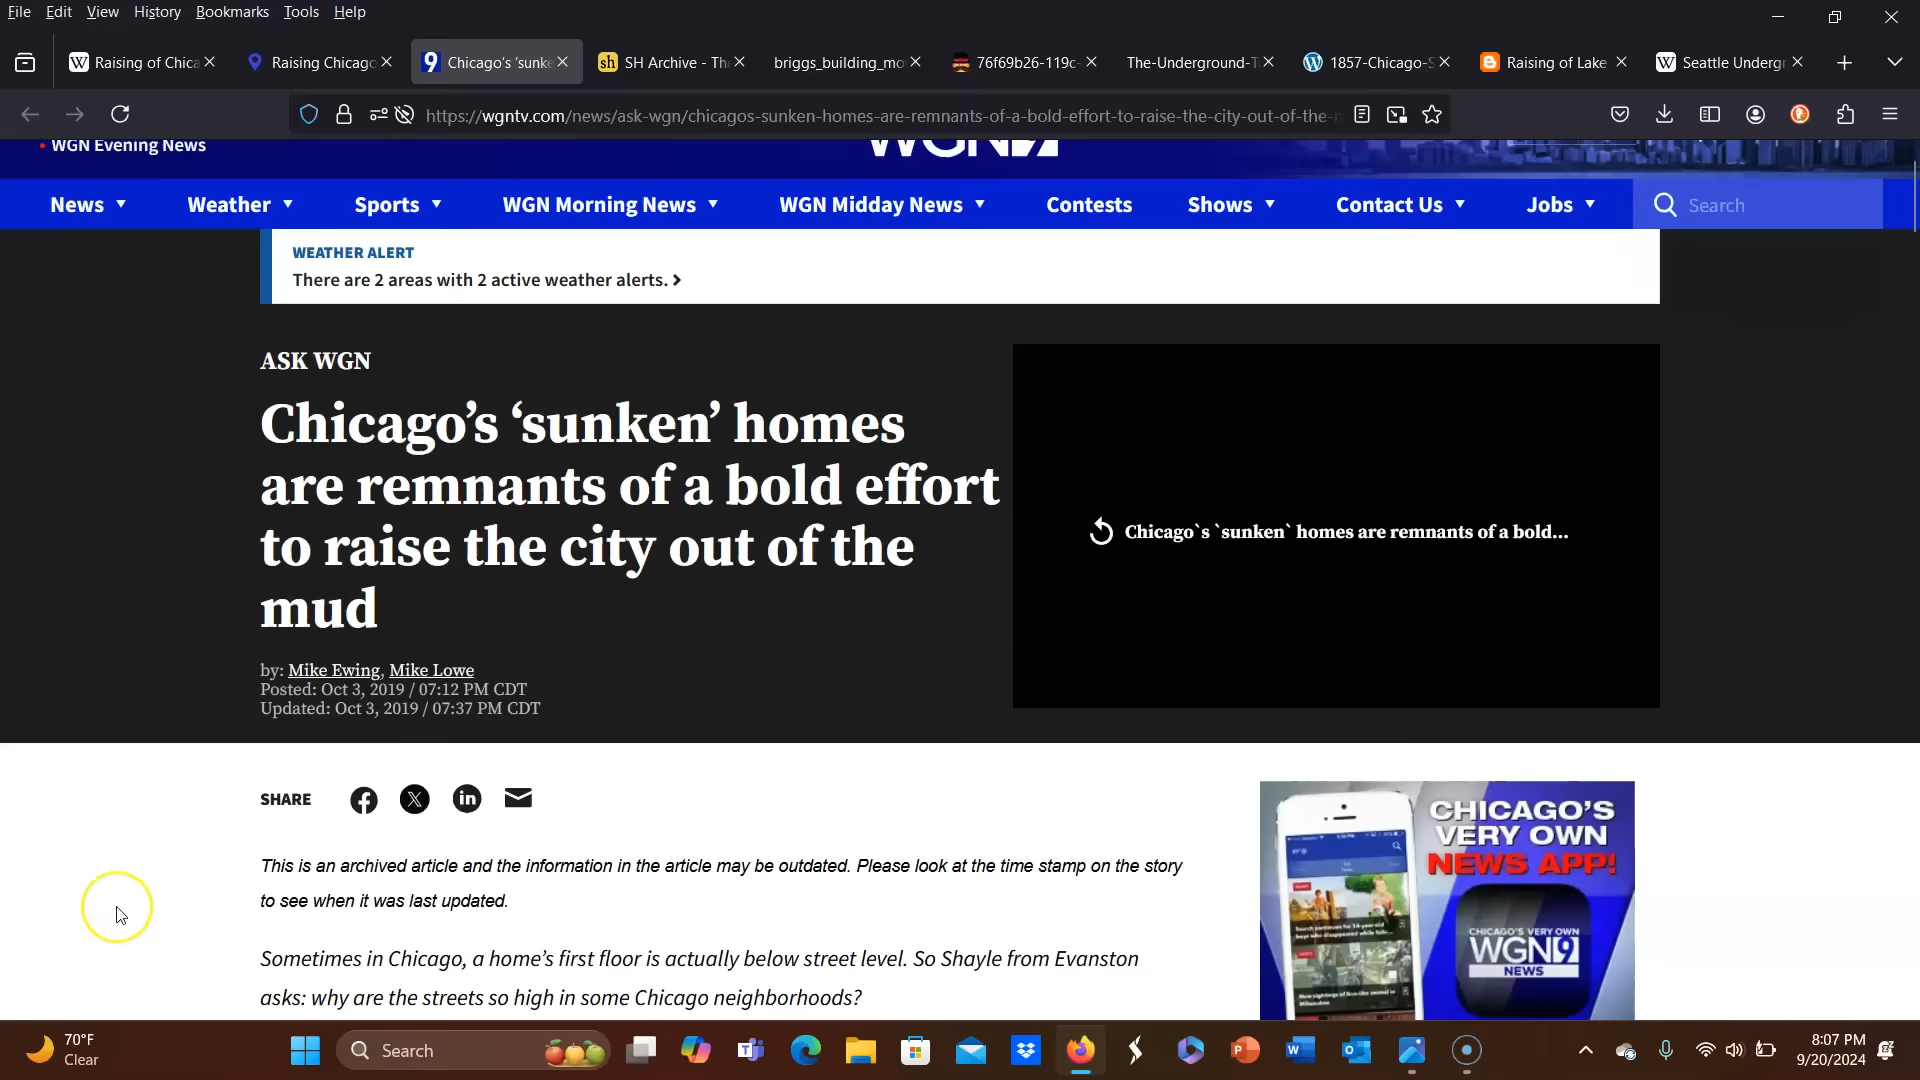 File Edit View History Bookmarks Tools Help
Raising of Chica
Raising Chicago
Chicago's 'sunke
SH Archive - Th
briggs_building_mo
76f69b26-119c-
The-Underground-T
1857-Chicago-S
Raising of Lake
Seattle Undergr
https://wgntv.com/news/ask-wgn/chicagos-sunken-homes-are-remnants-of-a-bold-effort-to-raise-the-city-out-of-the-
WGN Evening News
WGN9
News Weather Sports WGN Morning News WGN Midday News Contests Shows Contact Us Jobs Search
WEATHER ALERT
There are 2 areas with 2 active weather alerts.
ASK WGN
Chicago's 'sunken' homes
are remnants of a bold effort
to raise the city out of the
mud
by: Mike Ewing, Mike Lowe
Posted: Oct 3, 2019 / 07:12 PM CDT
Updated: Oct 3, 2019 / 07:37 PM CDT
Chicago`s `sunken` homes are remnants of a bold...
SHARE
This is an archived article and the information in the article may be outdated. Please look at the time stamp on the story
to see when it was last updated.
Sometimes in Chicago, a home's first floor is actually below street level. So Shayle from Evanston
asks: why are the streets so high in some Chicago neighborhoods?
CHICAGO'S
VERY OWN
NEWS APP!
CHICAGO'S VERY OWN
WGN9
NEWS
70°F
Clear
Search
8:07 PM
9/20/2024